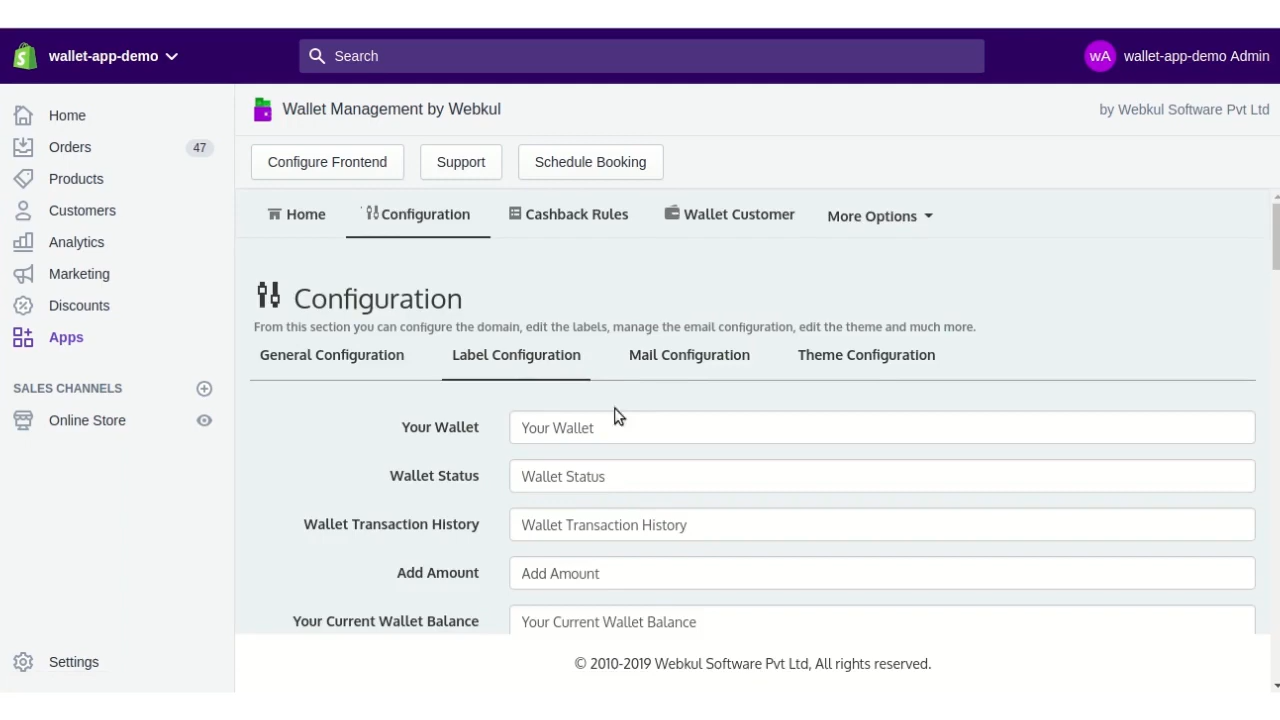 wallet-app-demo
Search
wA
wallet-app-demo Admin
Home
Orders
47
Products
Customers
Analytics
Marketing
Discounts
Apps
SALES CHANNELS
Online Store
Settings
Wallet Management by Webkul
by Webkul Software Pvt Ltd
Configure Frontend
Support
Schedule Booking
Home
Configuration
Cashback Rules
Wallet Customer
More Options
Configuration
From this section you can configure the domain, edit the labels, manage the email configuration, edit the theme and much more.
General Configuration
Label Configuration
Mail Configuration
Theme Configuration
Your Wallet
Your Wallet
Wallet Status
Wallet Status
Wallet Transaction History
Wallet Transaction History
Add Amount
Add Amount
Your Current Wallet Balance
Your Current Wallet Balance
© 2010-2019 Webkul Software Pvt Ltd, All rights reserved.